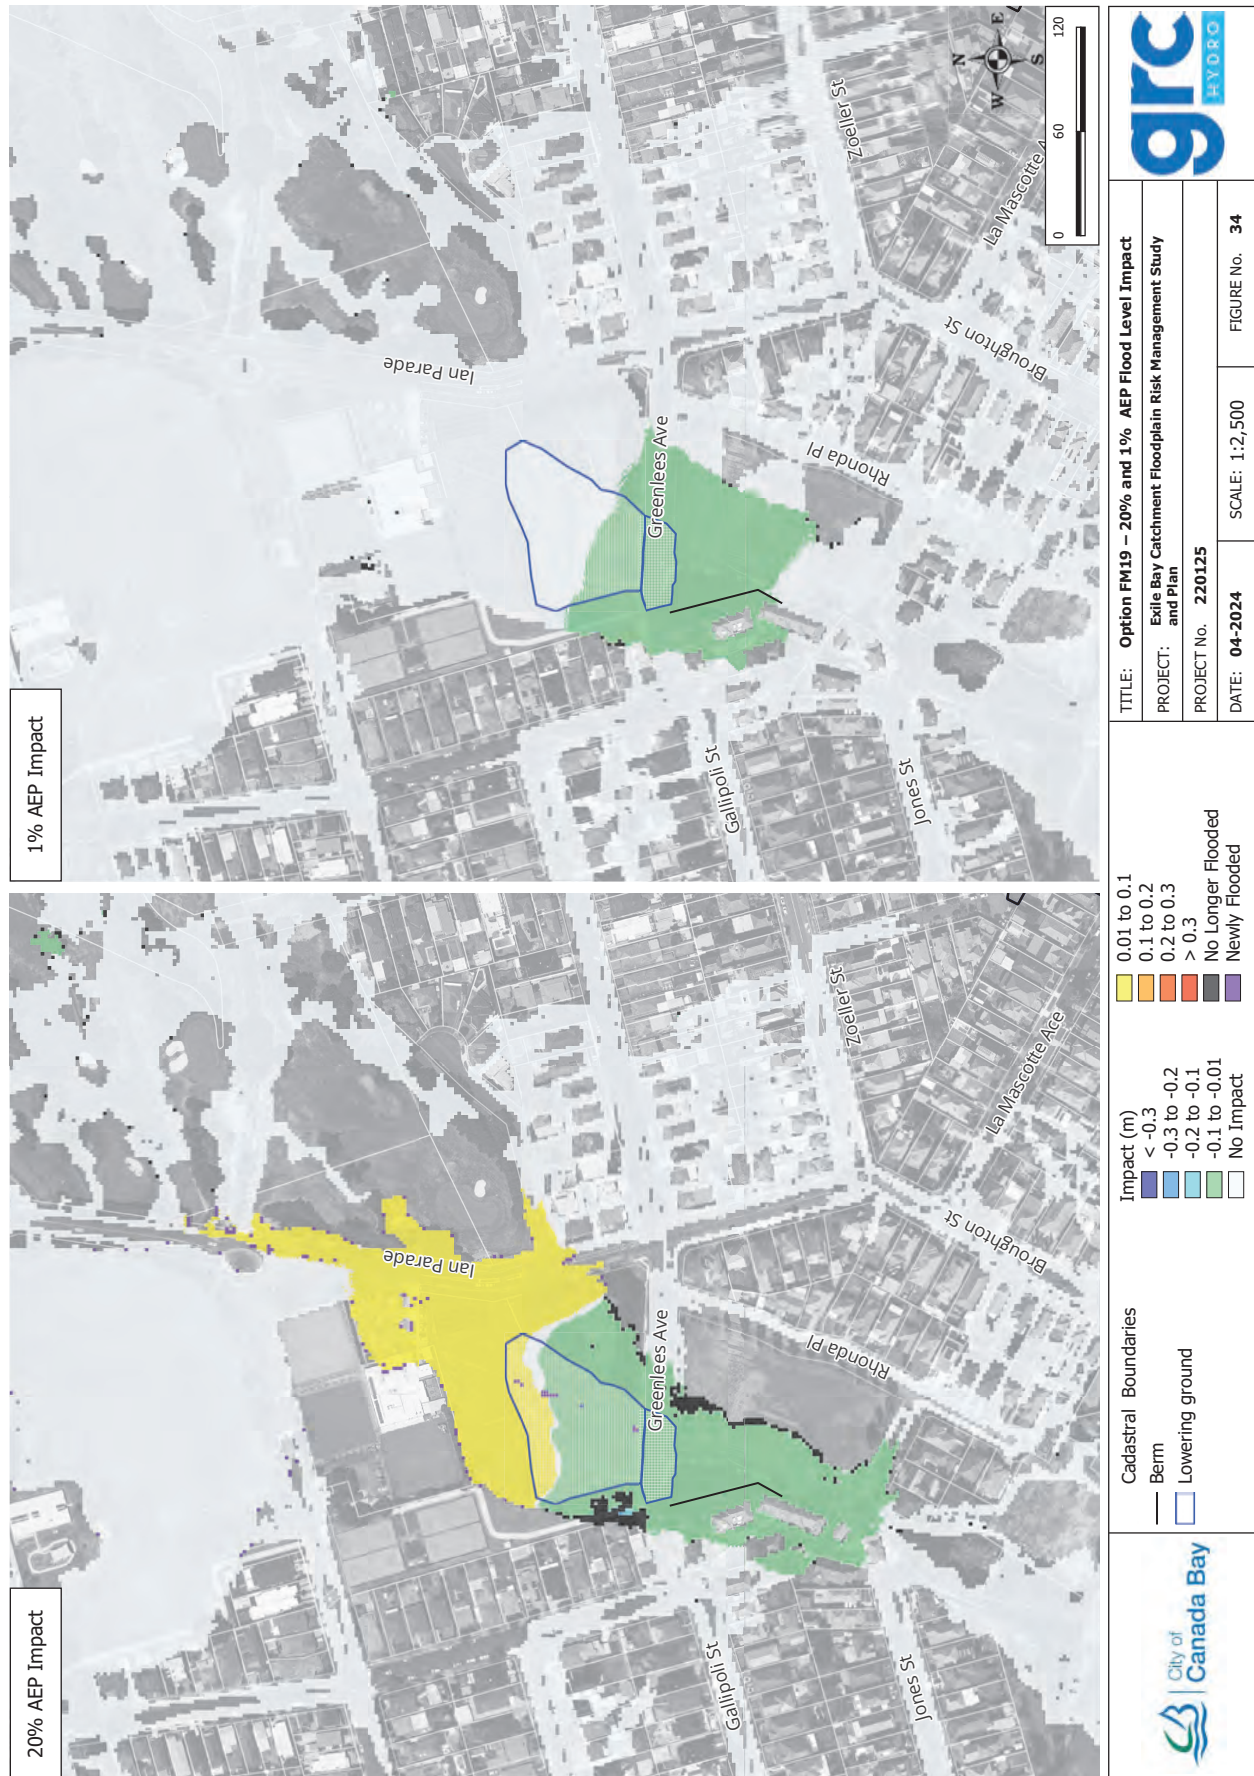 20% AEP Impact
Ian Parade
Greenlees Ave
Gallipoli St
Jones St
Rhonda Pl
Broughton St
Zoeller St
La Mascotte Ace
1% AEP Impact
Ian Parade
Greenlees Ave
Gallipoli St
Jones St
Rhonda Pl
Broughton St
Zoeller St
La Mascotte A
N
W
E
S
0 60 120
City of
Canada Bay
Cadastral Boundaries
Berm
Lowering ground
Impact (m)
< -0.3
-0.3 to -0.2
-0.2 to -0.1
-0.1 to -0.01
No Impact
0.01 to 0.1
0.1 to 0.2
0.2 to 0.3
> 0.3
No Longer Flooded
Newly Flooded
TITLE: Option FM19 – 20% and 1% AEP Flood Level Impact
PROJECT: Exile Bay Catchment Floodplain Risk Management Study
and Plan
PROJECT No. 220125
DATE: 04-2024
SCALE: 1:2,500
FIGURE No. 34
grc
HYDRO